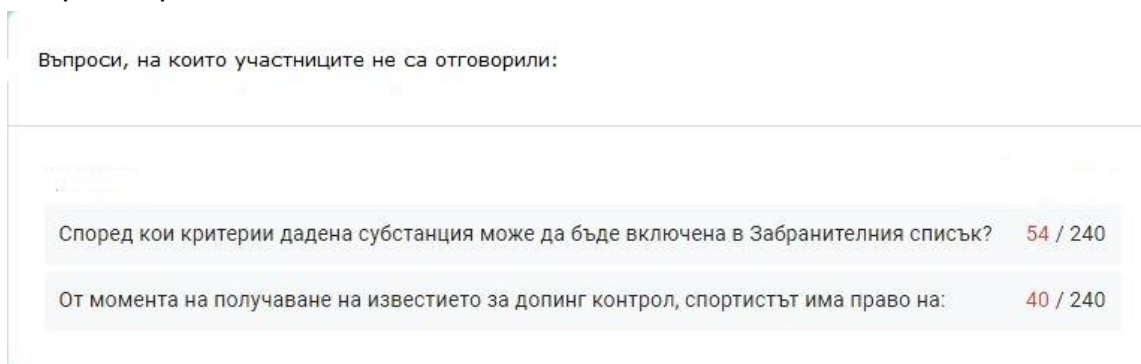 Въпроси, на които участниците не са отговорили:
Според кои критерии дадена субстанция може да бъде включена в Забранителния списък? 54 / 240
От момента на получаване на известието за допинг контрол, спортистът има право на: 40 / 240